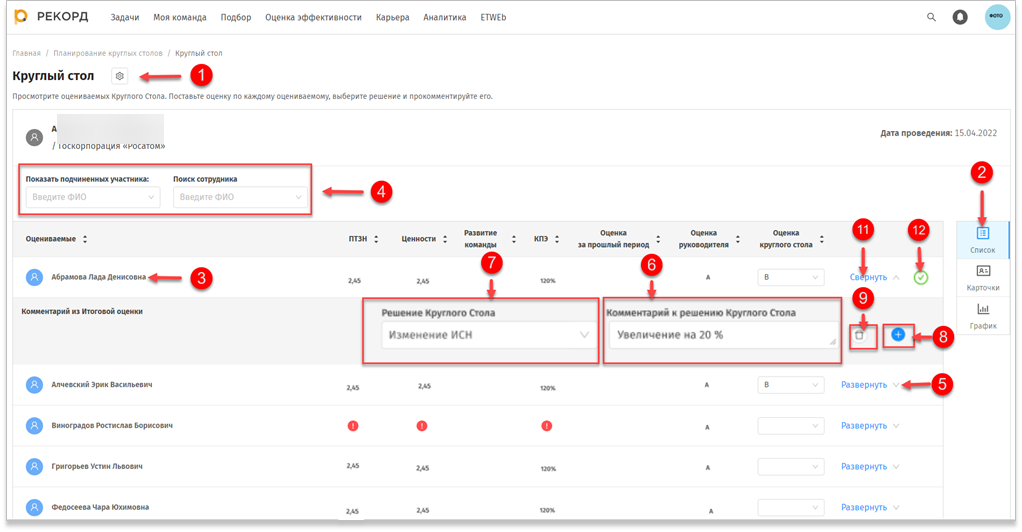 РЕКОРД Задачи Моя команда Подбор Оценка эффективности Карьера Аналитика ETWEb ФОТО
Главная / Планирование круглых столов / Круглый стол
Круглый стол 1
Просмотрите оцениваемых Круглого Стола. Поставьте оценку по каждому оцениваемому, выберите решение и прокомментируйте его.
А
/ Госкорпорация «Росатом»
Дата проведения: 15.04.2022
Показать подчиненных участника: Поиск сотрудника
Введите ФИО Введите ФИО 4
2
11 12
Оцениваемые ПТЗН Ценности Развитие команды КПЭ Оценка за прошлый период Оценка руководителя Оценка круглого стола
Список
Карточки
График
7 6
Абрамова Лада Денисовна 3 2,45 2,45 120% A B Свернуть
9
Комментарий из Итоговой оценки
Решение Круглого Стола
Изменение ИСН
Комментарий к решению Круглого Стола
Увеличение на 20 %
8
Алчевский Эрик Васильевич 2,45 2,45 120% A B Развернуть 5
Виноградов Ростислав Борисович A Развернуть
Григорьев Устин Львович 2,45 2,45 120% A Развернуть
Федосеева Чара Юхимовна 2,45 2,45 120% A Развернуть